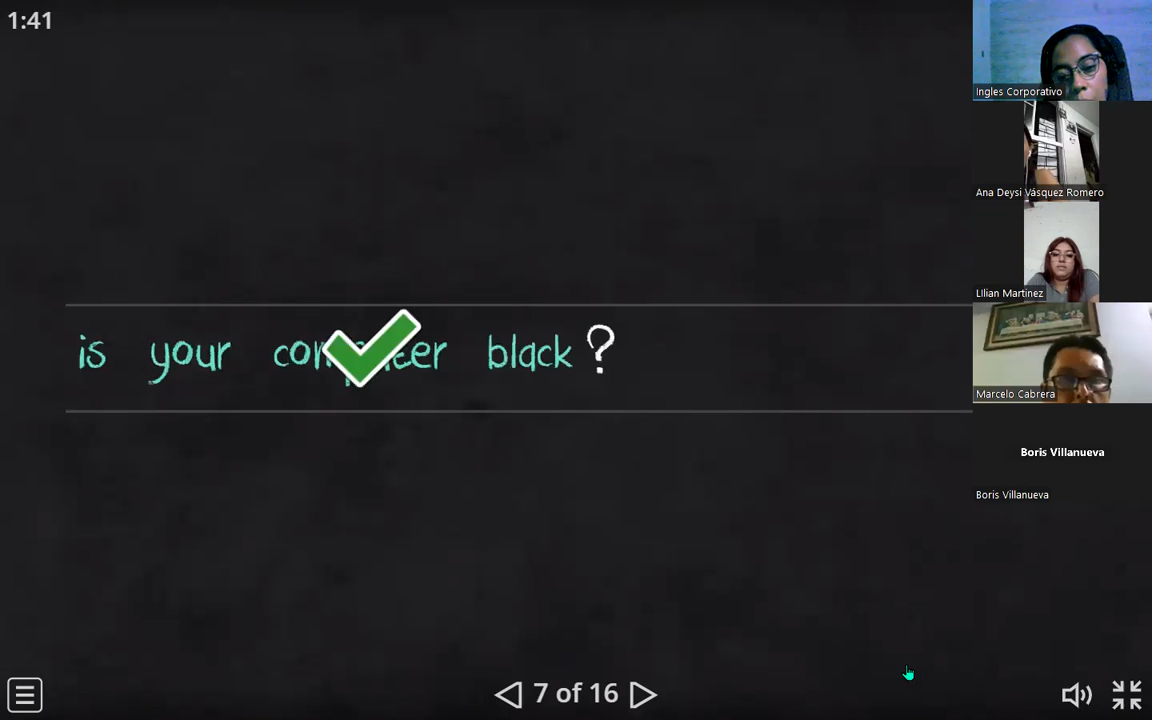 1:41
Ingles Corporativo
Ana Deysi Vásquez Romero
LIlian Martinez
is your computer black ?
Marcelo Cabrera
Boris Villanueva
Boris Villanueva
7 of 16